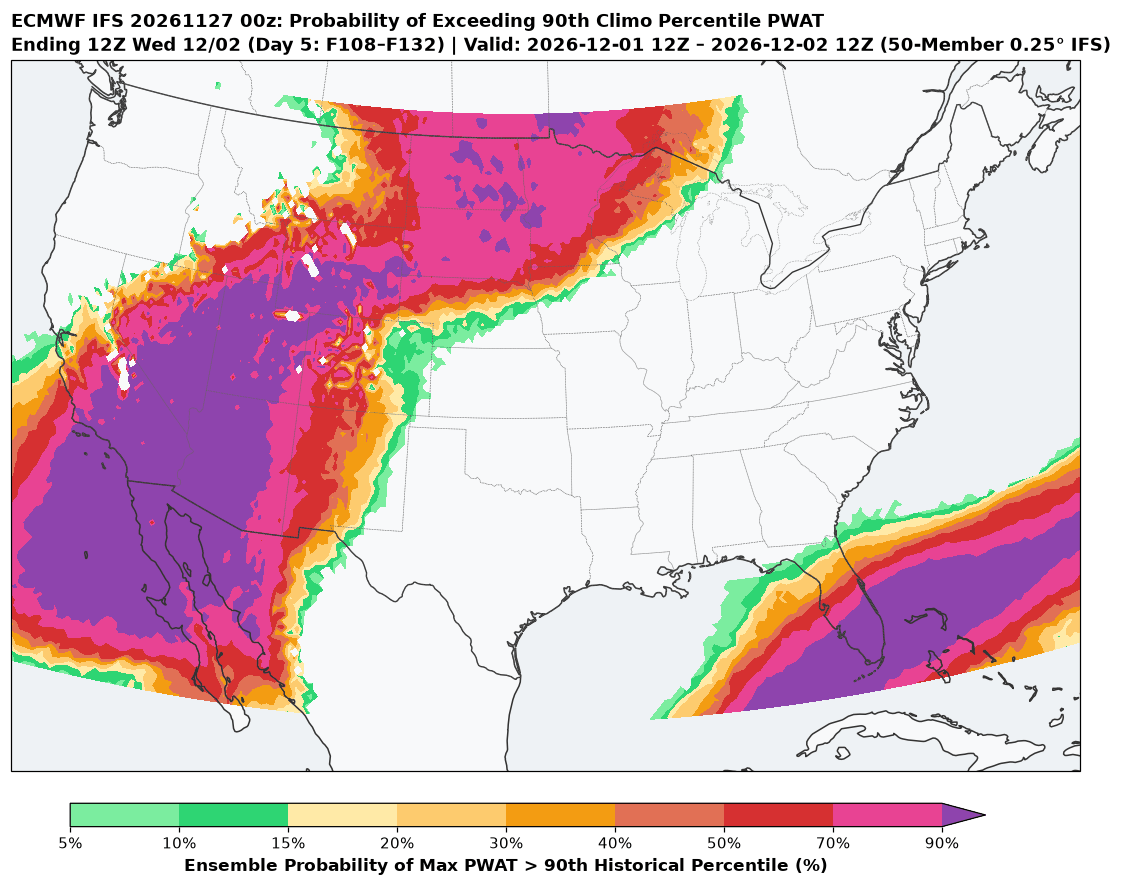 ECMWF IFS 20261127 00z: Probability of Exceeding 90th Climo Percentile PWAT
Ending 12Z Wed 12/02 (Day 5: F108–F132) | Valid: 2026-12-01 12Z – 2026-12-02 12Z (50-Member 0.25° IFS)
5% 10% 15% 20% 30% 40% 50% 70% 90%
Ensemble Probability of Max PWAT > 90th Historical Percentile (%)